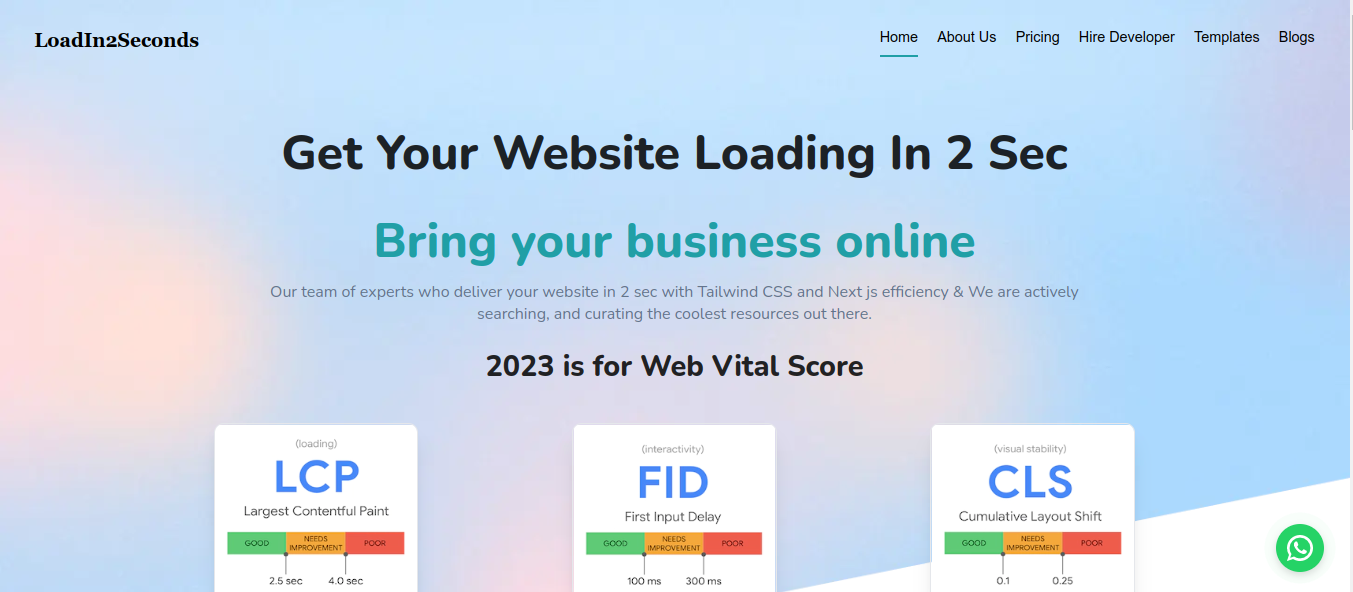 LoadIn2Seconds
Home About Us Pricing Hire Developer Templates Blogs
Get Your Website Loading In 2 Sec
Bring your business online
Our team of experts who deliver your website in 2 sec with Tailwind CSS and Next js efficiency & We are actively
searching, and curating the coolest resources out there.
2023 is for Web Vital Score
(loading)
LCP
Largest Contentful Paint
GOOD
NEEDS
IMPROVEMENT
POOR
2.5 sec 4.0 sec
(interactivity)
FID
First Input Delay
GOOD
NEEDS
IMPROVEMENT
POOR
100 ms 300 ms
(visual stability)
CLS
Cumulative Layout Shift
GOOD
NEEDS
IMPROVEMENT
POOR
0.1 0.25